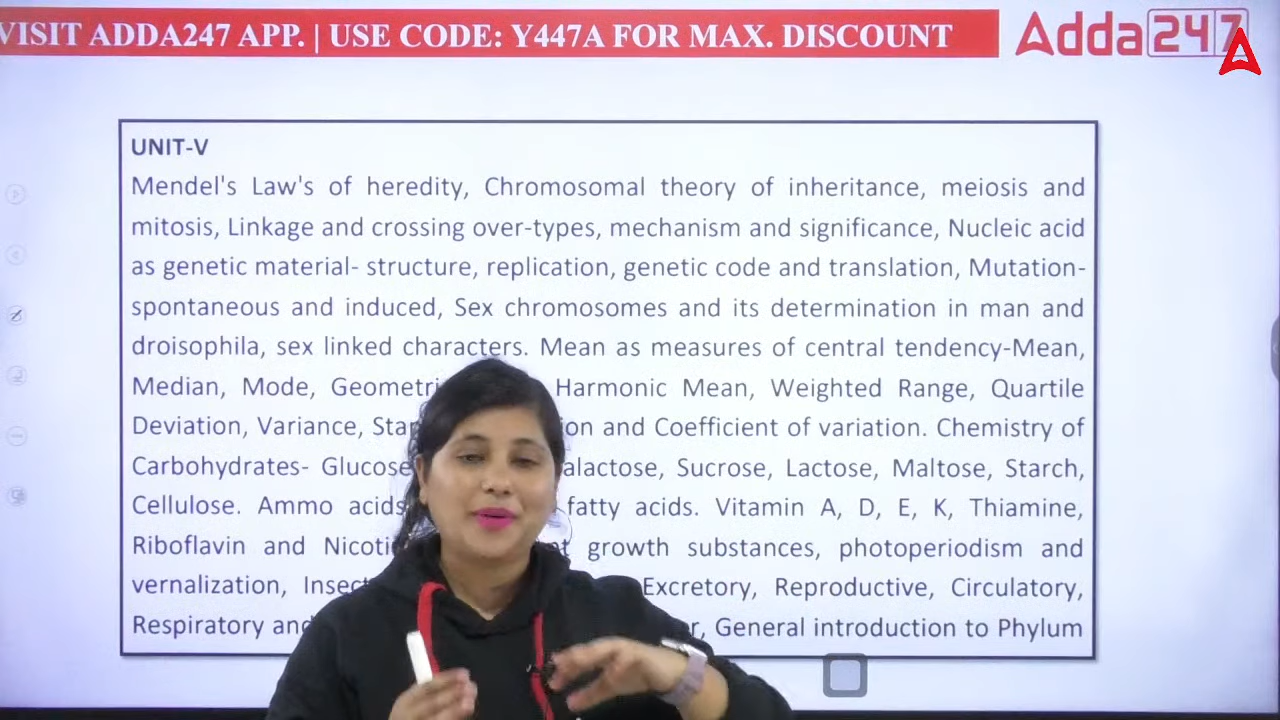 VISIT ADDA247 APP. | USE CODE: Y447A FOR MAX. DISCOUNT
Adda247
UNIT-V
Mendel's Law's of heredity, Chromosomal theory of inheritance, meiosis and
mitosis, Linkage and crossing over-types, mechanism and significance, Nucleic acid
as genetic material- structure, replication, genetic code and translation, Mutation-
spontaneous and induced, Sex chromosomes and its determination in man and
droisophila, sex linked characters. Mean as measures of central tendency-Mean,
Median, Mode, Harmonic Mean, Weighted Range, Quartile
Deviation, Variance, and Coefficient of variation. Chemistry of
Carbohydrates- Glucose Sucrose, Lactose, Maltose, Starch,
Cellulose. Ammo acids fatty acids. Vitamin A, D, E, K, Thiamine,
Riboflavin and growth substances, photoperiodism and
vernalization, Excretory, Reproductive, Circulatory,
Respiratory General introduction to Phylum